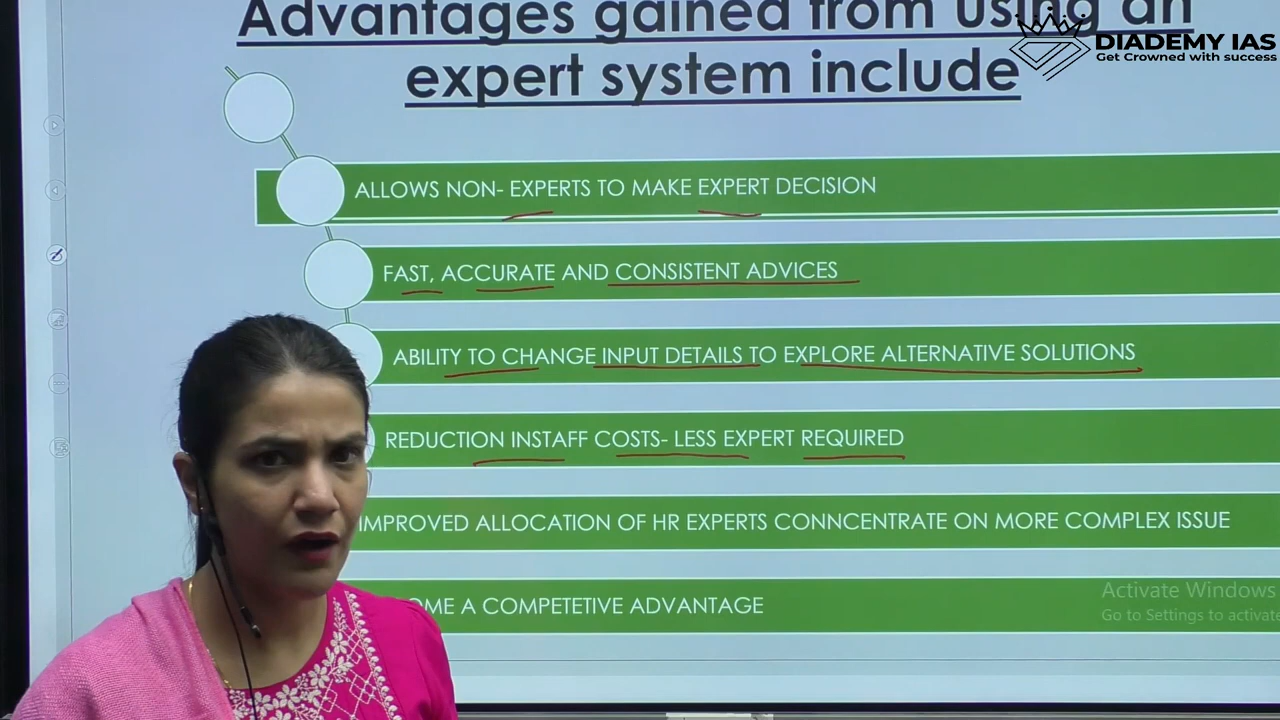 Advantages gained from using an
expert system include
DIADEMY IAS
Get Crowned with success
ALLOWS NON- EXPERTS TO MAKE EXPERT DECISION
FAST, ACCURATE AND CONSISTENT ADVICES
ABILITY TO CHANGE INPUT DETAILS TO EXPLORE ALTERNATIVE SOLUTIONS
REDUCTION INSTAFF COSTS- LESS EXPERT REQUIRED
IMPROVED ALLOCATION OF HR EXPERTS CONNCENTRATE ON MORE COMPLEX ISSUE
A COMPETETIVE ADVANTAGE
Activate Windows
Go to Settings to activate